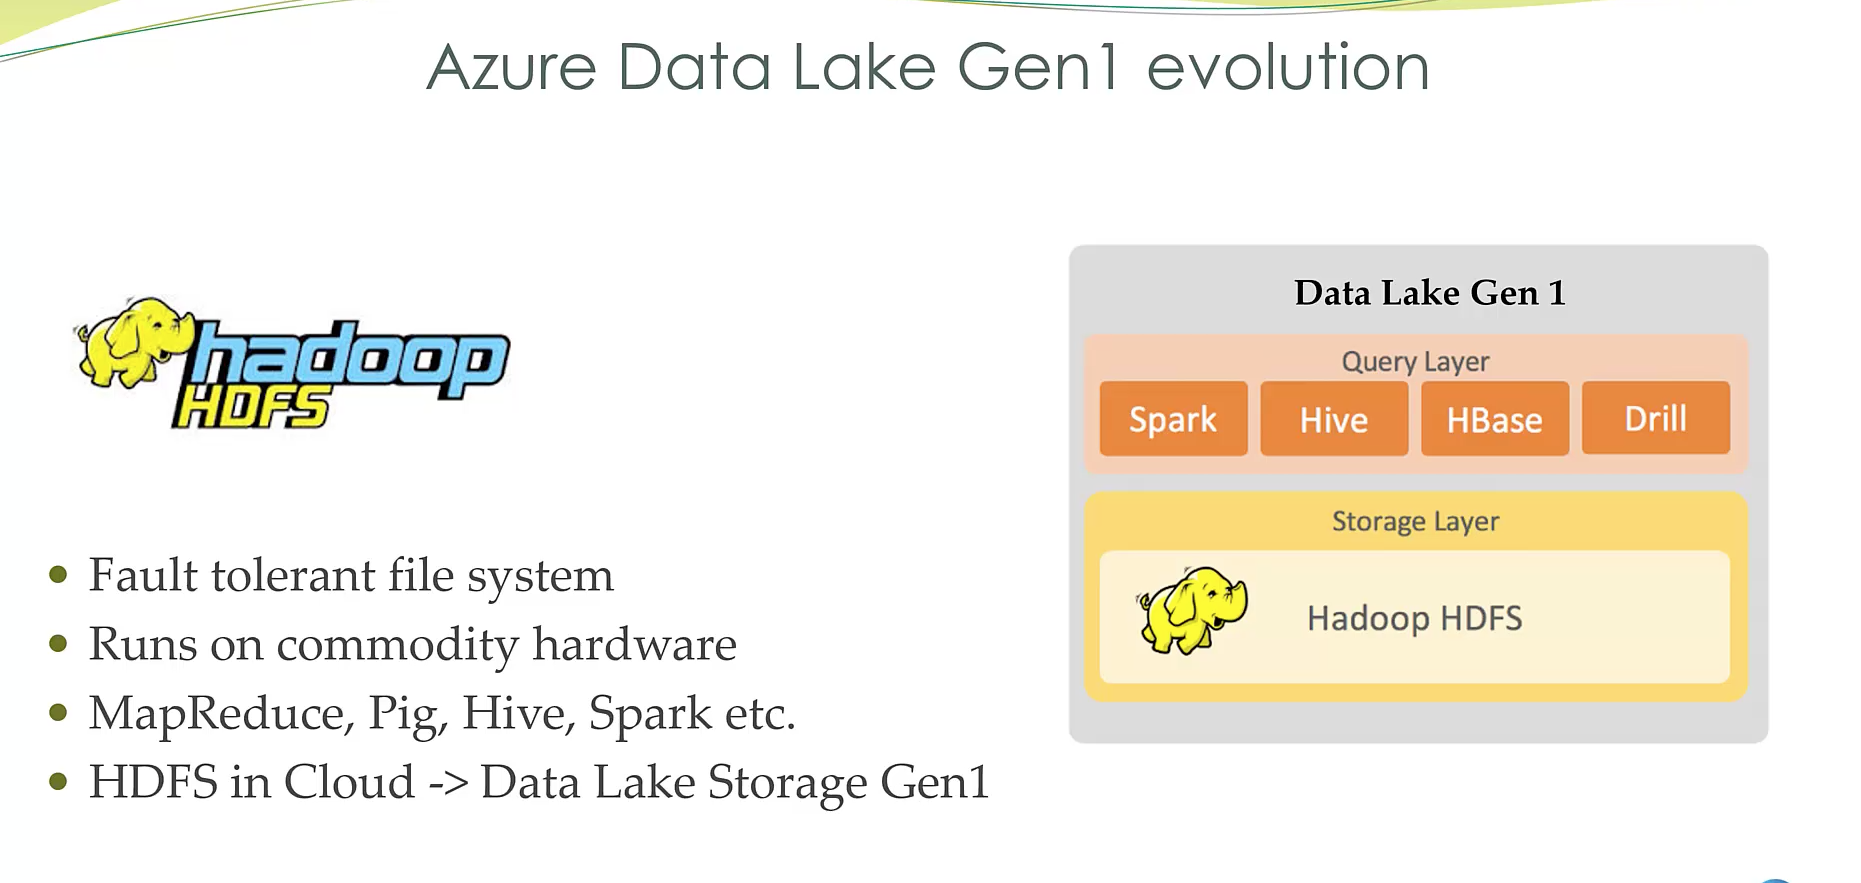 Azure Data Lake Gen1 evolution
hadoop
HDFS
• Fault tolerant file system
• Runs on commodity hardware
• MapReduce, Pig, Hive, Spark etc.
• HDFS in Cloud -> Data Lake Storage Gen1
Data Lake Gen 1
Query Layer
Spark Hive HBase Drill
Storage Layer
Hadoop HDFS